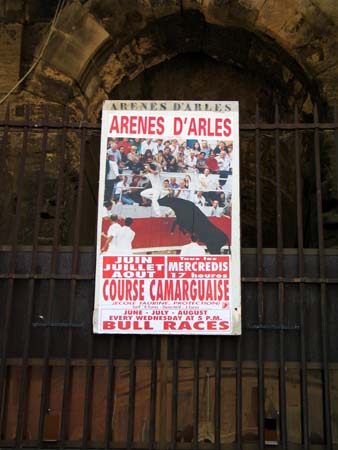 ARENES D'ARLES
ARENES D'ARLES
JUIN
JUILLET
AOUT
Tous les
MERCREDIS
17 heures
COURSE CAMARGUAISE
JUNE - JULY - AUGUST
EVERY WEDNESDAY AT 5 P.M.
BULL RACES